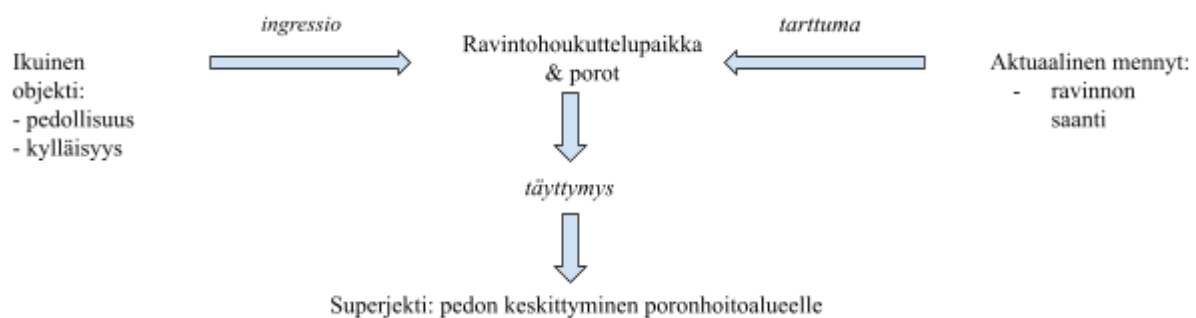 ingressio
tarttuma
Ikuinen
objekti:
- pedollisuus
- kylläisyys
Ravintohoukuttelupaikka
& porot
Aktuaalinen mennyt:
- ravinnon
saanti
täyttymys
Superjekti: pedon keskittyminen poronhoitoalueelle